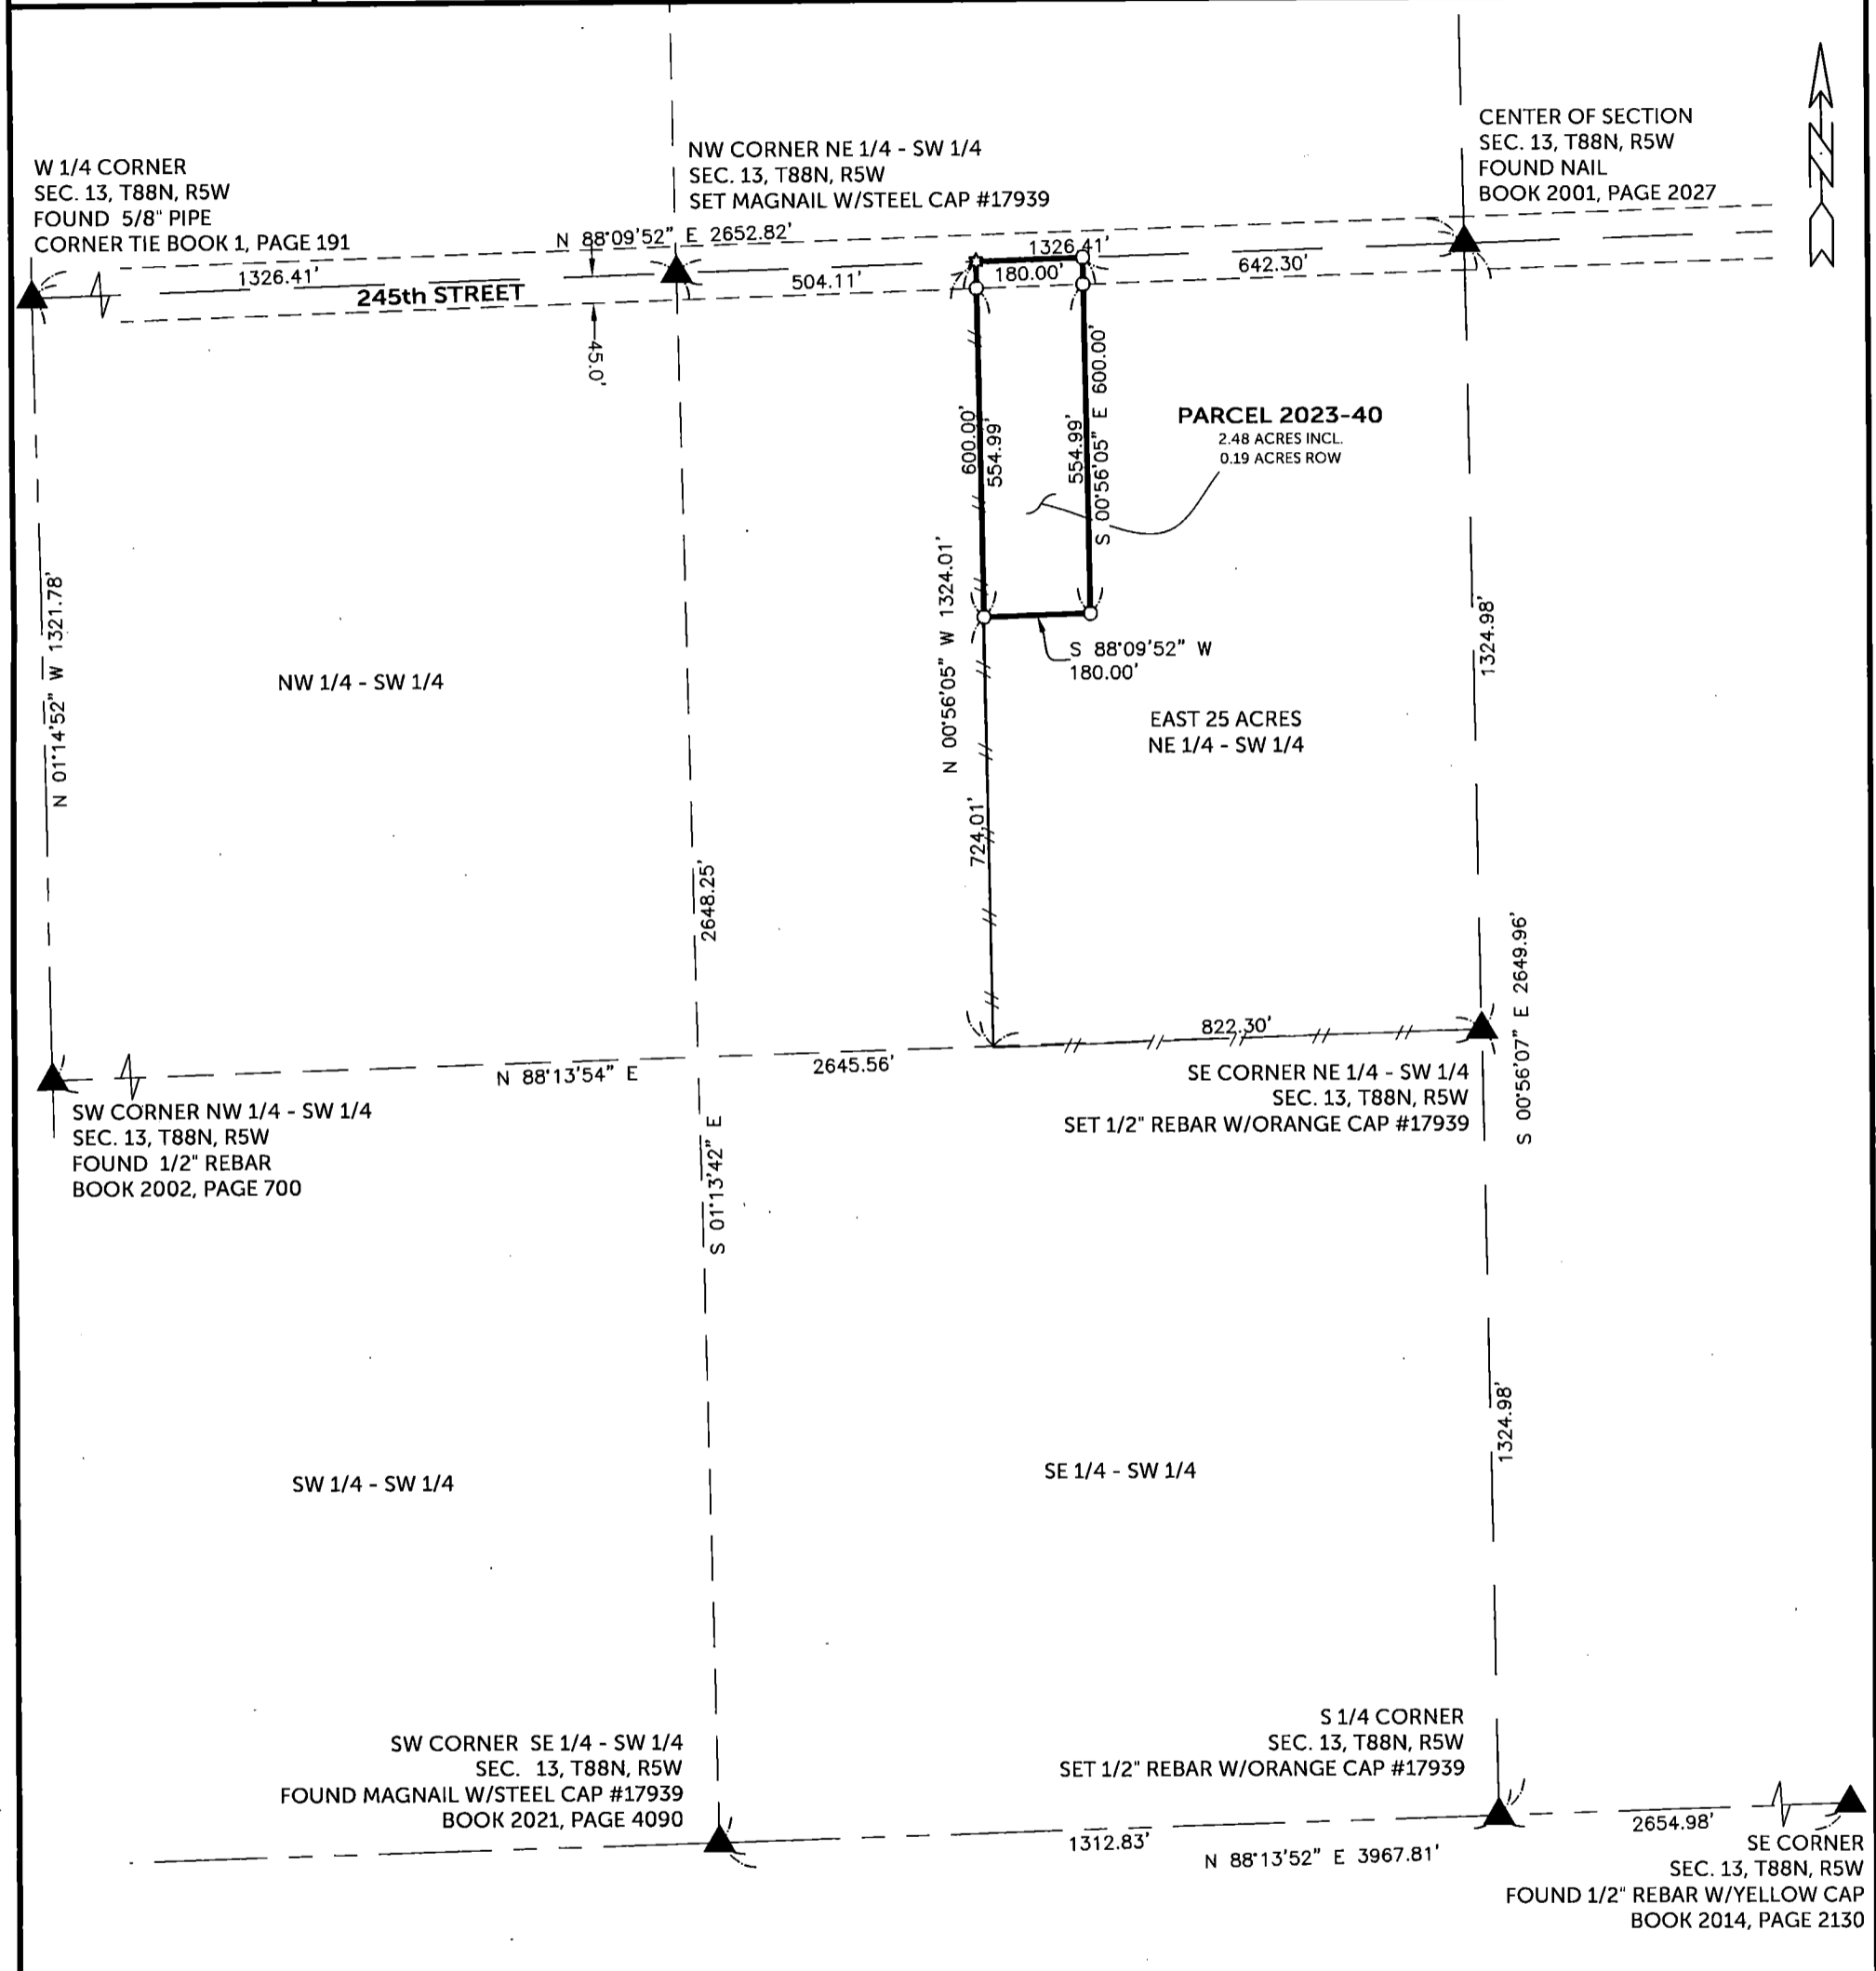 W 1/4 CORNER
SEC. 13, T88N, R5W
FOUND 5/8" PIPE
CORNER TIE BOOK 1, PAGE 191
NW CORNER NE 1/4 - SW 1/4
SEC. 13, T88N, R5W
SET MAGNAIL W/STEEL CAP #17939
CENTER OF SECTION
SEC. 13, T88N, R5W
FOUND NAIL
BOOK 2001, PAGE 2027
N
N 88°09'52" E 2652.82'
1326.41'
1326.41'
245th STREET
504.11'
180.00'
642.30'
45.0'
600.00'
554.99'
554.99'
S 00°56'05" E 600.00'
PARCEL 2023-40
2.48 ACRES INCL.
0.19 ACRES ROW
N 01°14'52" W 1321.78'
N 00°56'05" W 1324.01'
1324.98'
S 88°09'52" W
180.00'
NW 1/4 - SW 1/4
EAST 25 ACRES
NE 1/4 - SW 1/4
724.01'
2648.25'
S 00°56'07" E 2649.96'
822.30'
2645.56'
N 88°13'54" E
SE CORNER NE 1/4 - SW 1/4
SEC. 13, T88N, R5W
SET 1/2" REBAR W/ORANGE CAP #17939
SW CORNER NW 1/4 - SW 1/4
SEC. 13, T88N, R5W
FOUND 1/2" REBAR
BOOK 2002, PAGE 700
S 01°13'42" E
1324.98'
SW 1/4 - SW 1/4
SE 1/4 - SW 1/4
SW CORNER SE 1/4 - SW 1/4
SEC. 13, T88N, R5W
FOUND MAGNAIL W/STEEL CAP #17939
BOOK 2021, PAGE 4090
S 1/4 CORNER
SEC. 13, T88N, R5W
SET 1/2" REBAR W/ORANGE CAP #17939
1312.83'
N 88°13'52" E 3967.81'
2654.98'
SE CORNER
SEC. 13, T88N, R5W
FOUND 1/2" REBAR W/YELLOW CAP
BOOK 2014, PAGE 2130